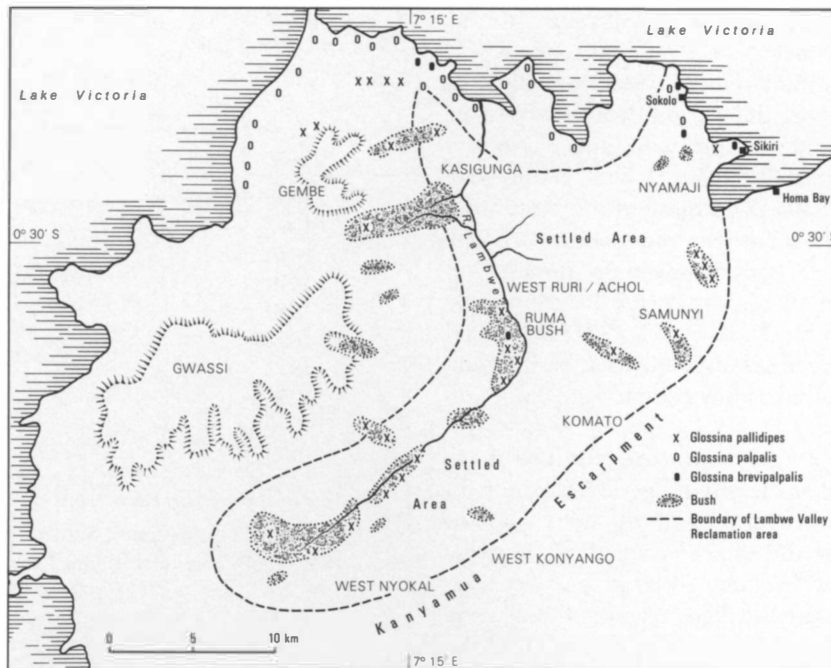 7° 15' E
Lake Victoria
Lake Victoria
Sokolo
Sikiri
KASIGUNGA
NYAMAJI
Homa Bay
GEMBE
0° 30' S
R. Lambwe
Settled Area
0° 30' S
WEST RURI / ACHOL
RUMA
BUSH
SAMUNYI
GWASSI
KOMATO
x Glossina pallidipes
o Glossina palpalis
Glossina brevipalpalis
Bush
Boundary of Lambwe Valley
Reclamation area
Settled
Area
Kanyamua Escarpment
WEST KONYANGO
WEST NYOKAL
0 5 10 km
7° 15' E